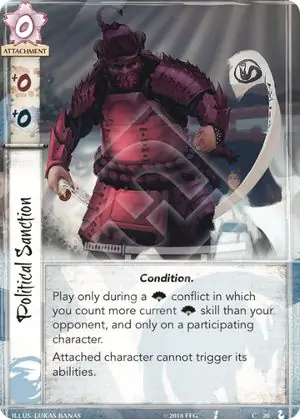 0
ATTACHMENT
+0
+0
Political Sanction
Condition.
Play only during a conflict in which
you count more current skill than your
opponent, and only on a participating
character.
Attached character cannot trigger its
abilities.
ILLUS. LUKAS BANAS
© 2018 FFG
C 20